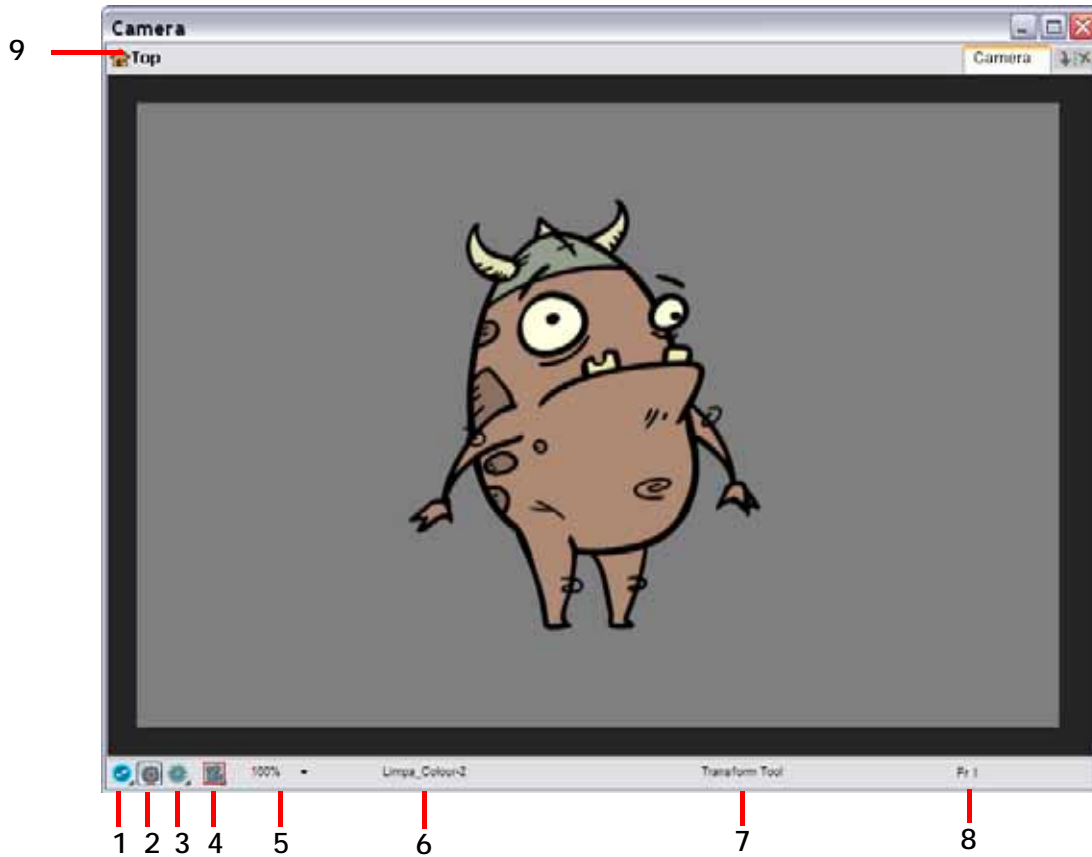 Camera
9
Top
Camera
100%
Limpa_Colour-2
Transform Tool
Fr 1
1 2 3 4 5 6 7 8